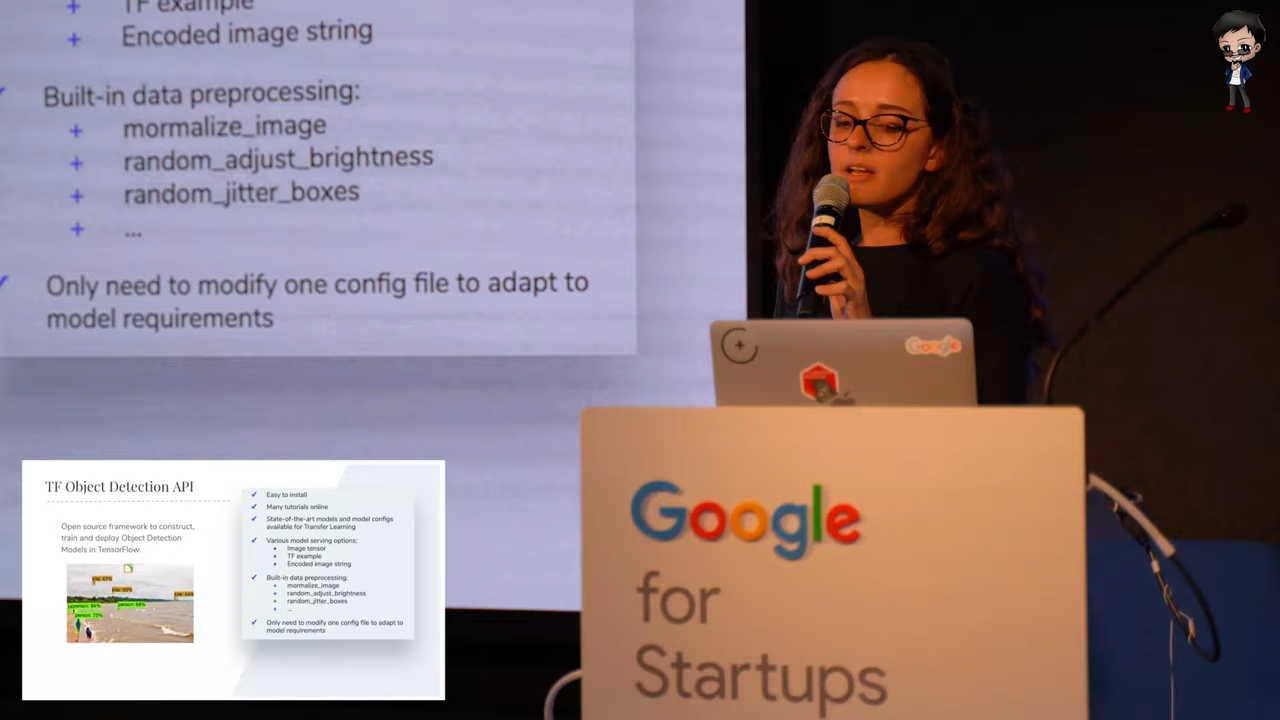 TF example
+ Encoded image string
✓ Built-in data preprocessing:
+ mormalize_image
+ random_adjust_brightness
+ random_jitter_boxes
+ ...
✓ Only need to modify one config file to adapt to
model requirements
Google
Google
for
Startups
TF Object Detection API
Open source framework to construct,
train and deploy Object Detection
Models in TensorFlow.
✓ Easy to install
✓ Many tutorials online
✓ State-of-the-art models and model configs
available for Transfer Learning
✓ Various model serving options:
+ Image tensor
+ TF example
+ Encoded image string
✓ Built-in data preprocessing:
+ mormalize_image
+ random_adjust_brightness
+ random_jitter_boxes
+ ...
✓ Only need to modify one config file to adapt to
model requirements